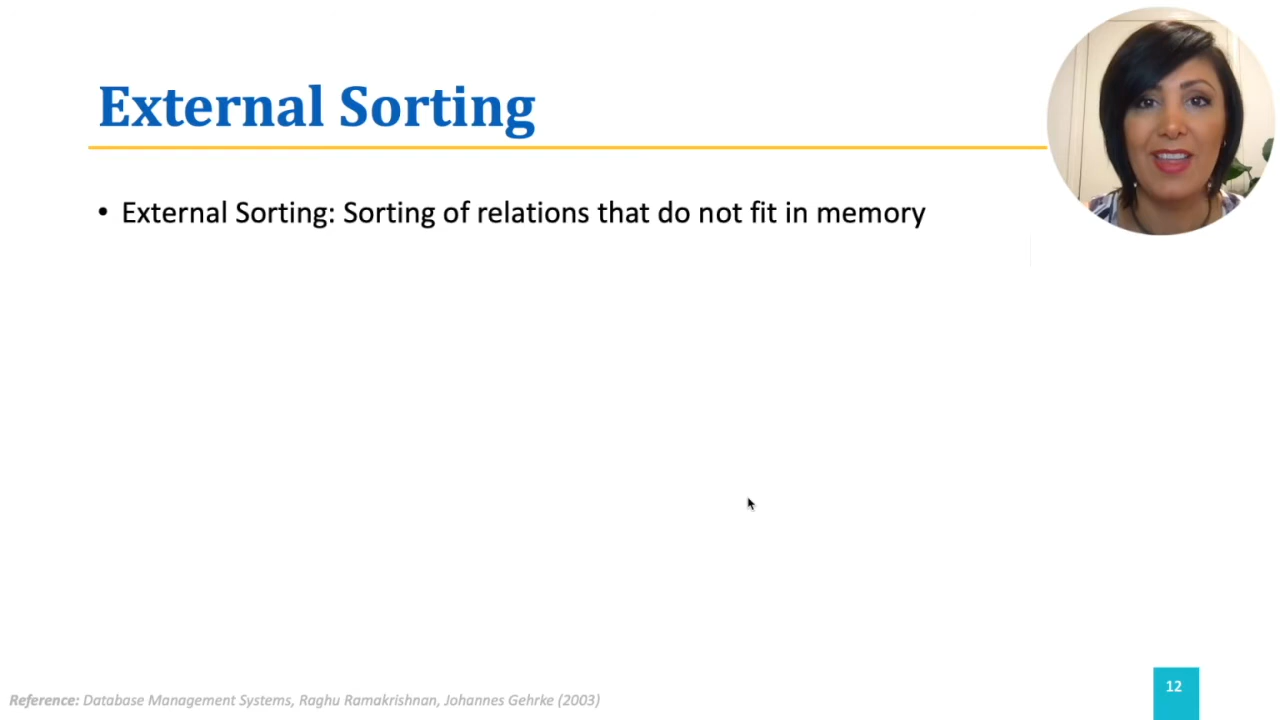 External Sorting
• External Sorting: Sorting of relations that do not fit in memory
Reference: Database Management Systems, Raghu Ramakrishnan, Johannes Gehrke (2003)
12